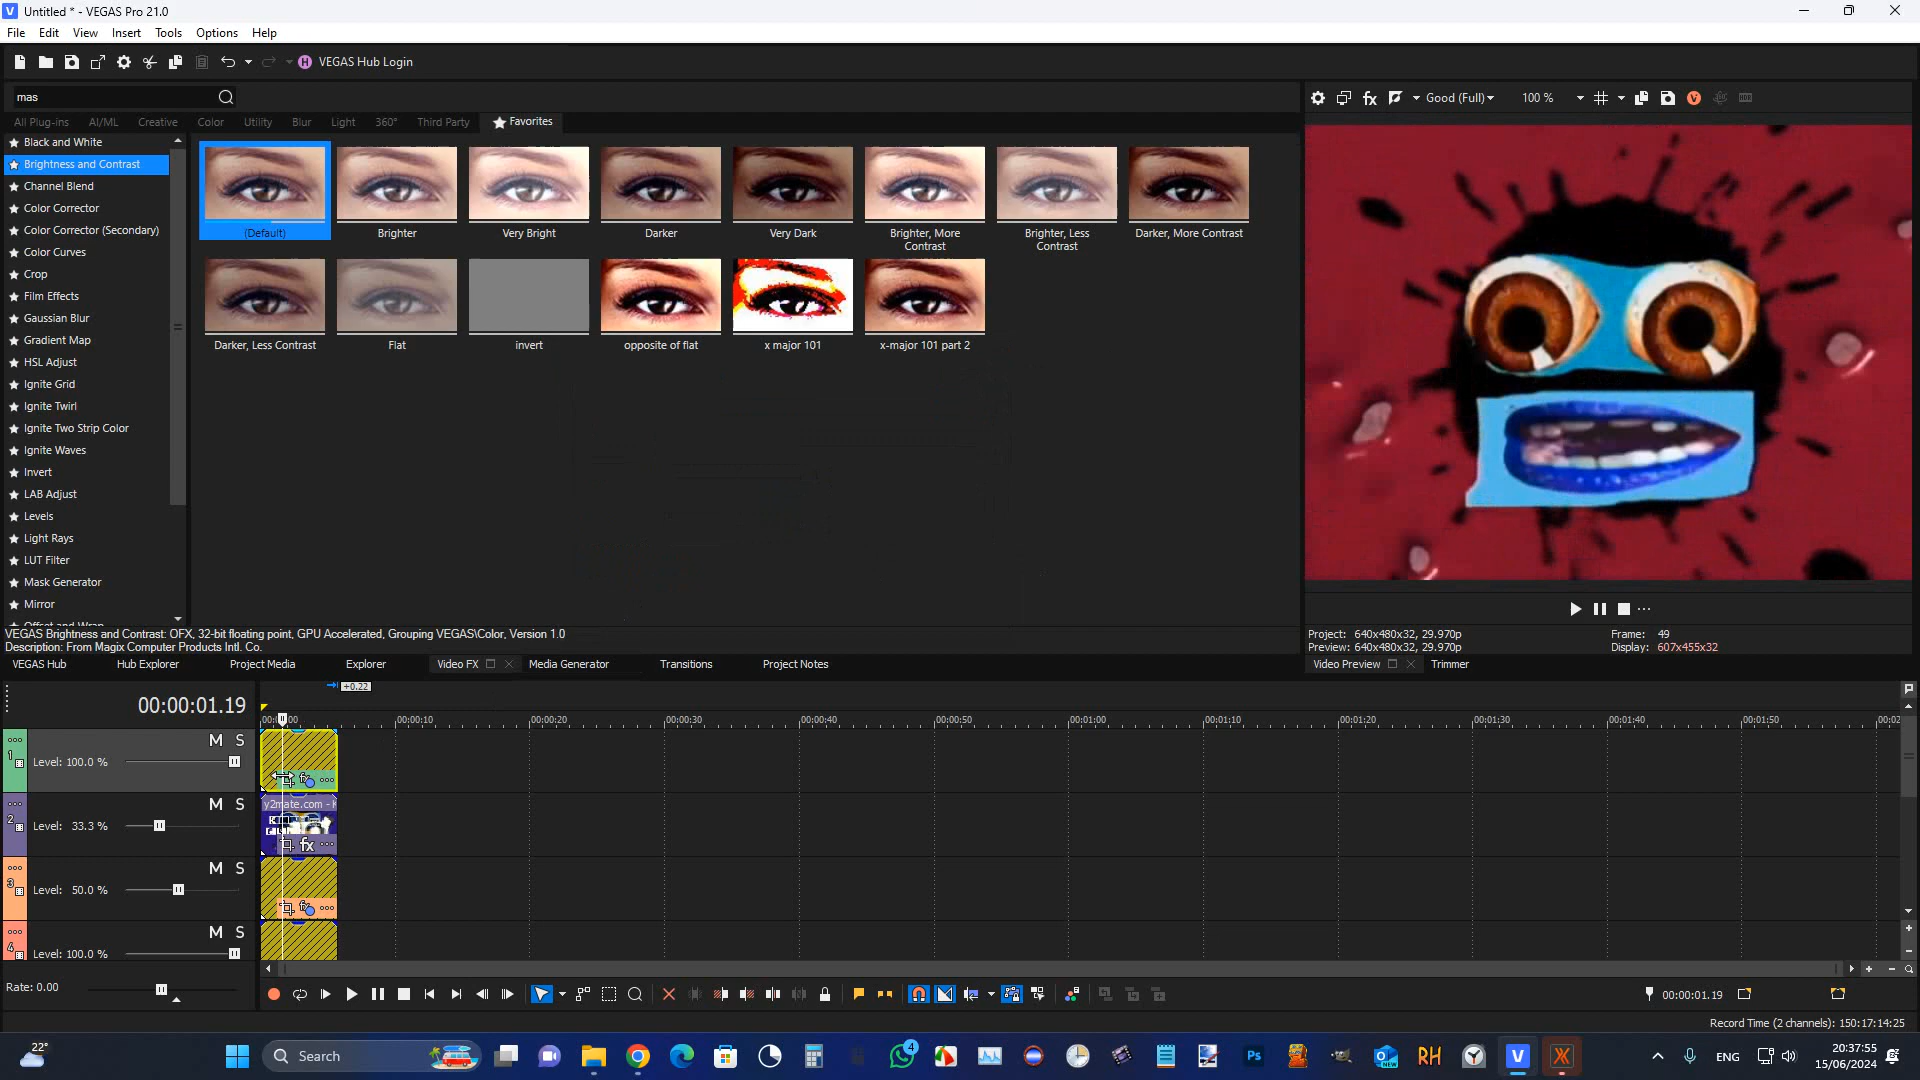 Untitled * - VEGAS Pro 21.0
File Edit View Insert Tools Options Help
VEGAS Hub Login
mas
All Plug-ins AI/ML Creative Color Utility Blur Light 360° Third Party Favorites
Good (Full) 100 %
Black and White
Brightness and Contrast
Channel Blend
Color Corrector
Color Corrector (Secondary)
Color Curves
Crop
Film Effects
Gaussian Blur
Gradient Map
HSL Adjust
Ignite Grid
Ignite Twirl
Ignite Two Strip Color
Ignite Waves
Invert
LAB Adjust
Levels
Light Rays
LUT Filter
Mask Generator
Mirror
Offset and Wrap
(Default) Brighter Very Bright Darker Very Dark Brighter, More Contrast Brighter, Less Contrast Darker, More Contrast
Darker, Less Contrast Flat invert opposite of flat x major 101 x-major 101 part 2
VEGAS Brightness and Contrast: OFX, 32-bit floating point, GPU Accelerated, Grouping VEGAS\Color, Version 1.0
Description: From Magix Computer Products Intl. Co.
Project: 640x480x32, 29.970p Frame: 49
Preview: 640x480x32, 29.970p Display: 607x455x32
VEGAS Hub Hub Explorer Project Media Explorer Video FX Media Generator Transitions Project Notes
Video Preview Trimmer
00:00:01.19
+0.22
00:00:10 00:00:20 00:00:30 00:00:40 00:00:50 00:01:00 00:01:10 00:01:20 00:01:30 00:01:40 00:01:50
1 M S
Level: 100.0 %
2 M S
Level: 33.3 %
y2mate.com - K
fx
3 M S
Level: 50.0 %
4 M S
Level: 100.0 %
Rate: 0.00
00:00:01.19
Record Time (2 channels): 150:17:14:25
22°
Search
4
Ps
RH
ENG
20:37:55
15/06/2024